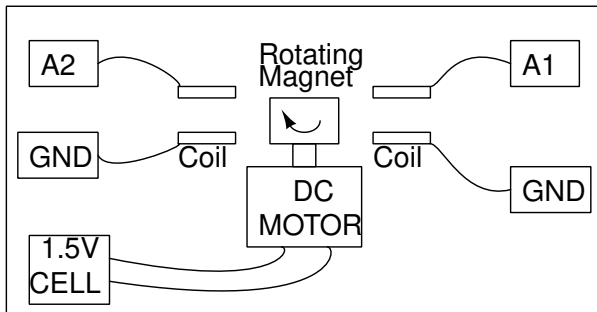 A2
Rotating
Magnet
A1
GND
Coil
Coil
GND
DC
MOTOR
1.5V
CELL